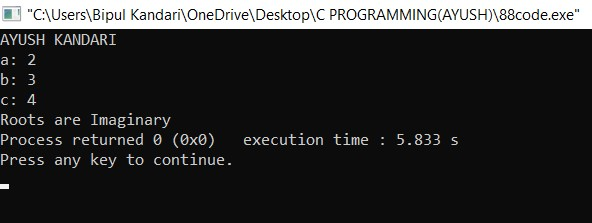 "C:\Users\Bipul Kandari\OneDrive\Desktop\C PROGRAMMING(AYUSH)\88code.exe"
AYUSH KANDARI
a: 2
b: 3
c: 4
Roots are Imaginary
Process returned 0 (0x0)   execution time : 5.833 s
Press any key to continue.